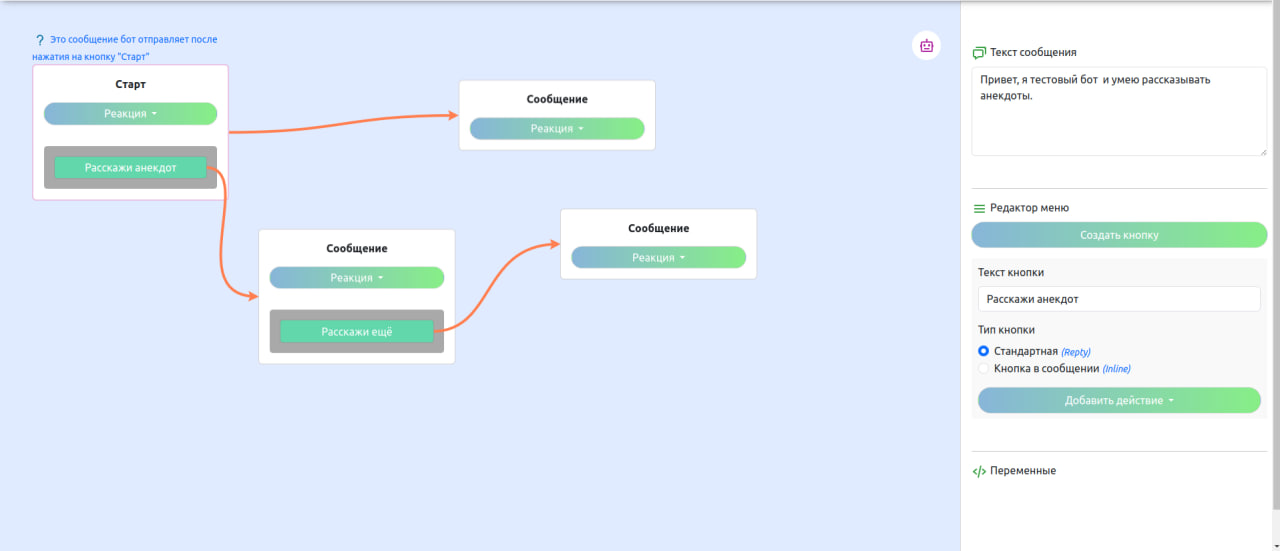 ? Это сообщение бот отправляет после
нажатия на кнопку "Старт"
Старт
Реакция
Расскажи анекдот
Сообщение
Реакция
Сообщение
Реакция
Расскажи ещё
Сообщение
Реакция
Текст сообщения
Привет, я тестовый бот и умею рассказывать
анекдоты.
Редактор меню
Создать кнопку
Текст кнопки
Расскажи анекдот
Тип кнопки
Стандартная (Repty)
Кнопка в сообщении (Inline)
Добавить действие
</> Переменные